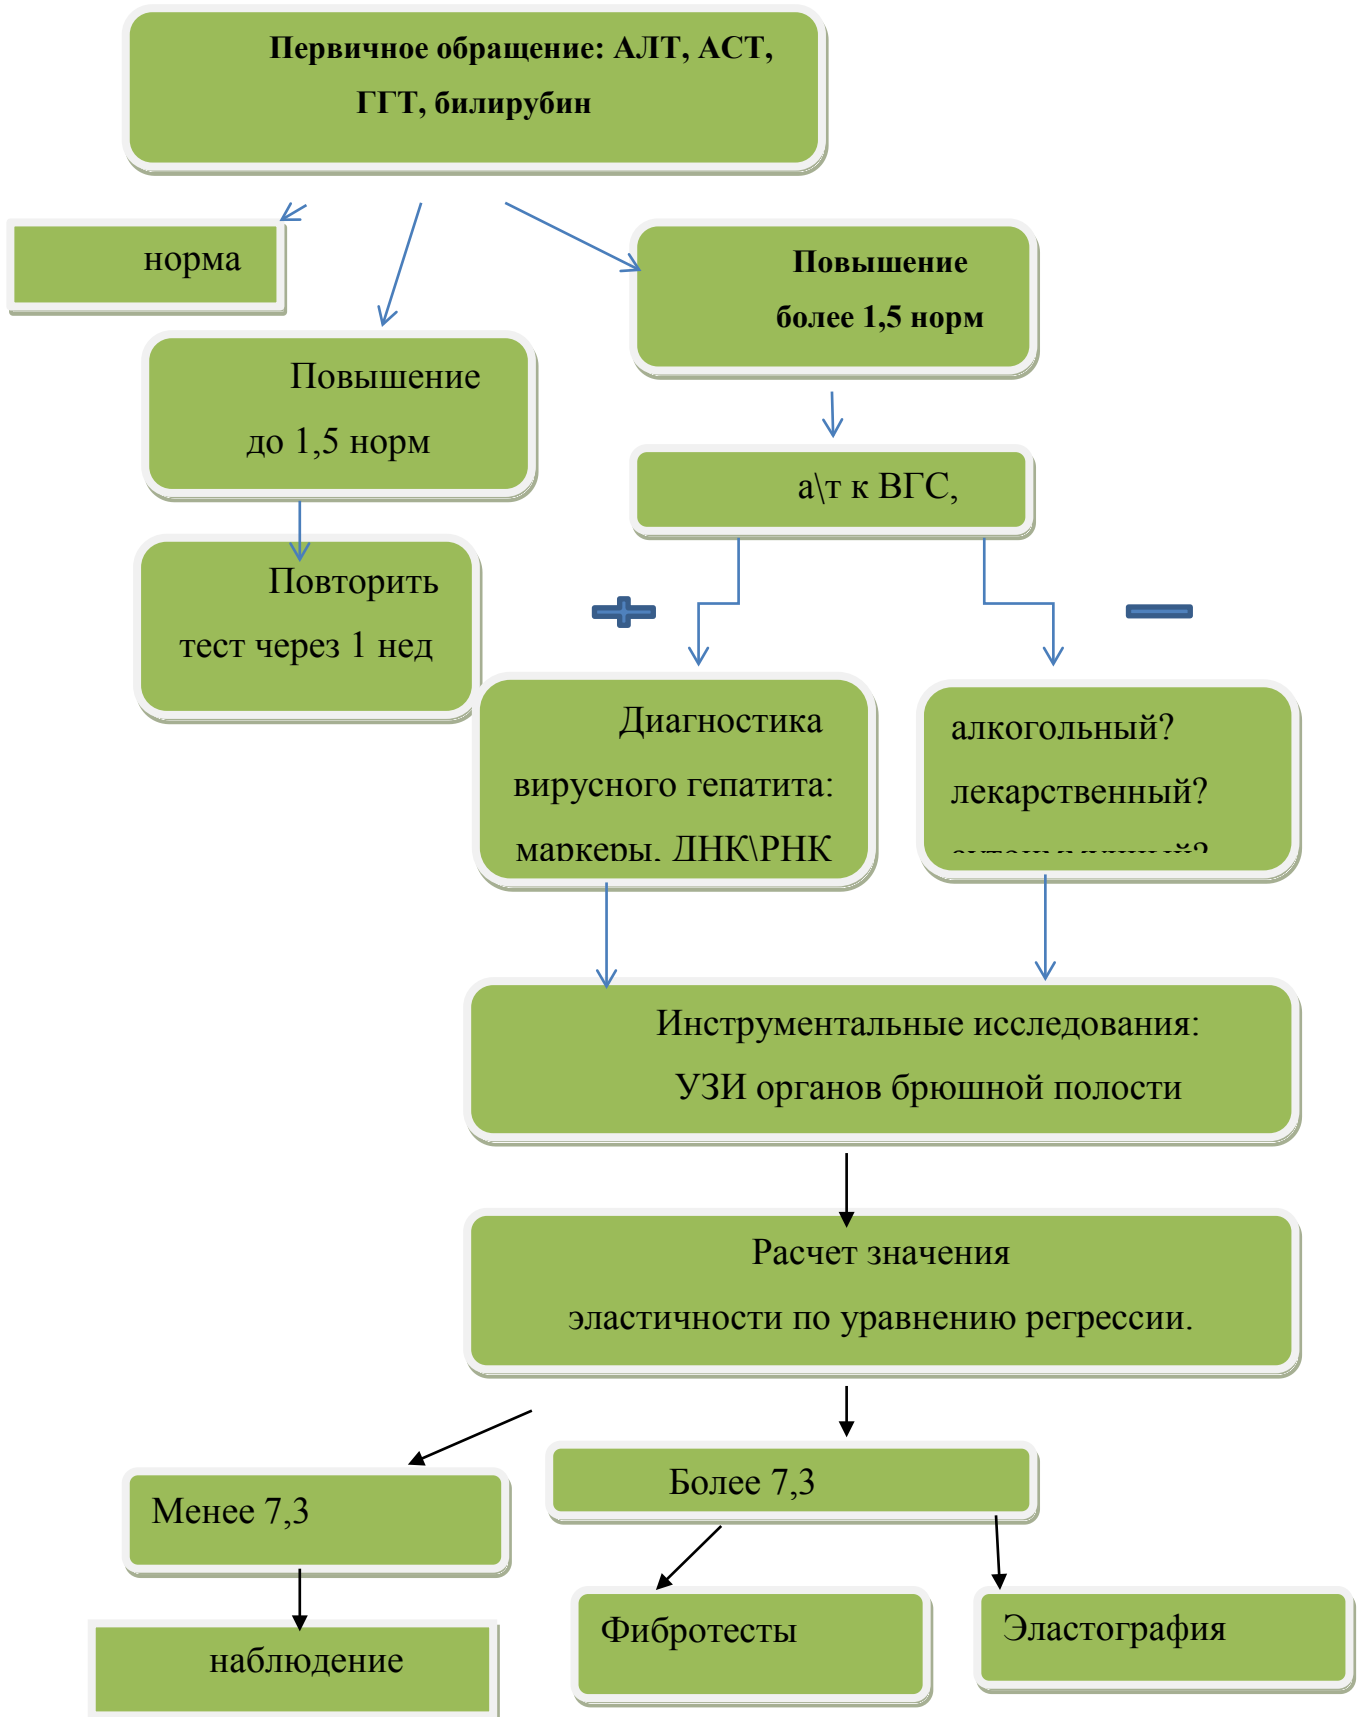 Первичное обращение: АЛТ, АСТ,
ГГТ, билирубин
норма
Повышение
более 1,5 норм
Повышение
до 1,5 норм
а\т к ВГС,
Повторить
тест через 1 нед
Диагностика
вирусного гепатита:
маркеры, ДНК\РНК
алкогольный?
лекарственный?
аутоиммунный?
Инструментальные исследования:
УЗИ органов брюшной полости
Расчет значения
эластичности по уравнению регрессии.
Менее 7,3
Более 7,3
наблюдение
Фибротесты
Эластография